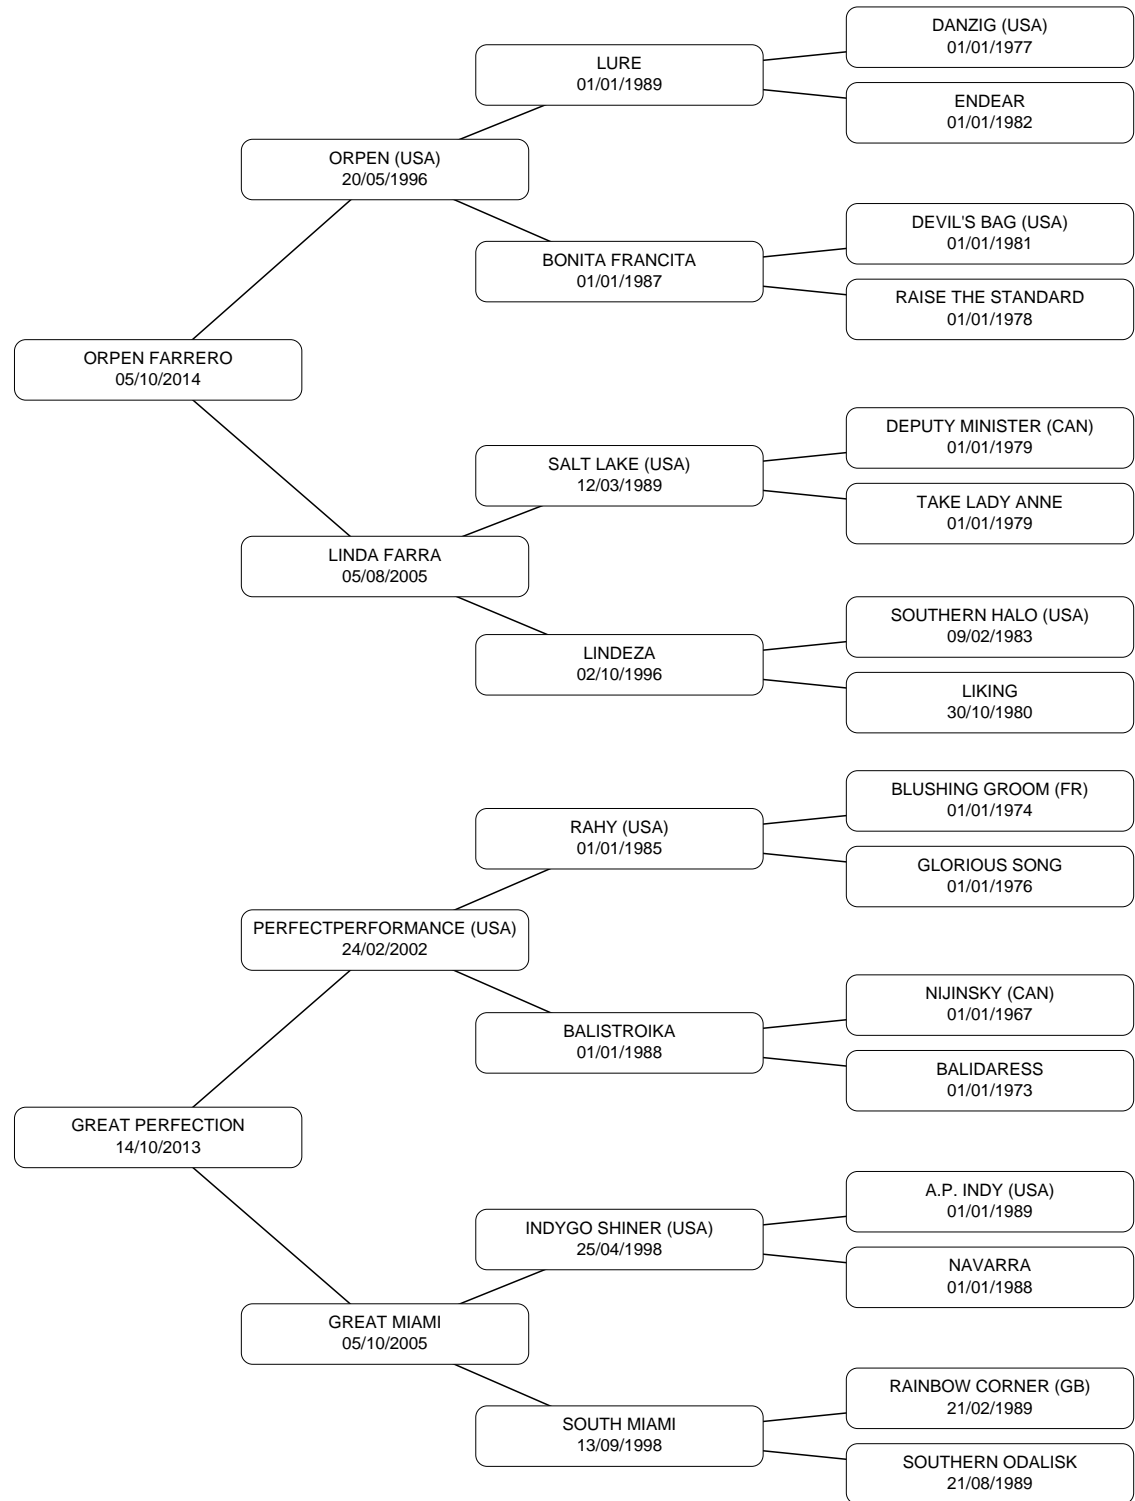 DANZIG (USA)
01/01/1977
LURE
01/01/1989
ENDEAR
01/01/1982
ORPEN (USA)
20/05/1996
DEVIL'S BAG (USA)
01/01/1981
BONITA FRANCITA
01/01/1987
RAISE THE STANDARD
01/01/1978
ORPEN FARRERO
05/10/2014
DEPUTY MINISTER (CAN)
01/01/1979
SALT LAKE (USA)
12/03/1989
TAKE LADY ANNE
01/01/1979
LINDA FARRA
05/08/2005
SOUTHERN HALO (USA)
09/02/1983
LINDEZA
02/10/1996
LIKING
30/10/1980
BLUSHING GROOM (FR)
01/01/1974
RAHY (USA)
01/01/1985
GLORIOUS SONG
01/01/1976
PERFECTPERFORMANCE (USA)
24/02/2002
NIJINSKY (CAN)
01/01/1967
BALISTROIKA
01/01/1988
BALIDARESS
01/01/1973
GREAT PERFECTION
14/10/2013
A.P. INDY (USA)
01/01/1989
INDYGO SHINER (USA)
25/04/1998
NAVARRA
01/01/1988
GREAT MIAMI
05/10/2005
RAINBOW CORNER (GB)
21/02/1989
SOUTH MIAMI
13/09/1998
SOUTHERN ODALISK
21/08/1989